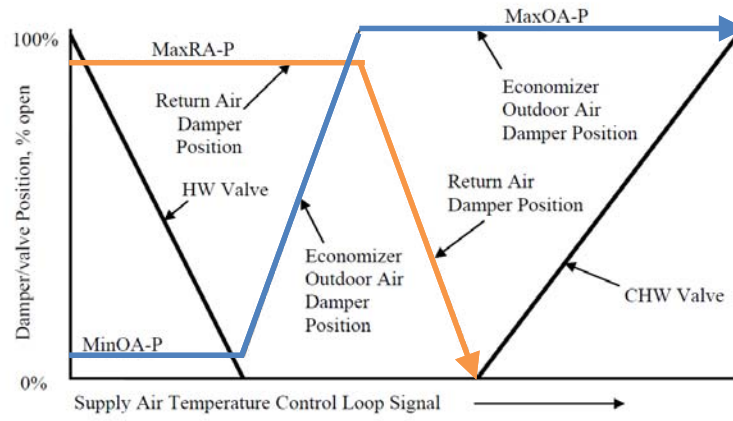 100%
MaxRA-P
MaxOA-P
Return Air
Damper
Position
Economizer
Outdoor Air
Damper Position
HW Valve
Return Air
Damper Position
Economizer
Outdoor Air
Damper
Position
CHW Valve
MinOA-P
0%
Damper/valve Position, % open
Supply Air Temperature Control Loop Signal